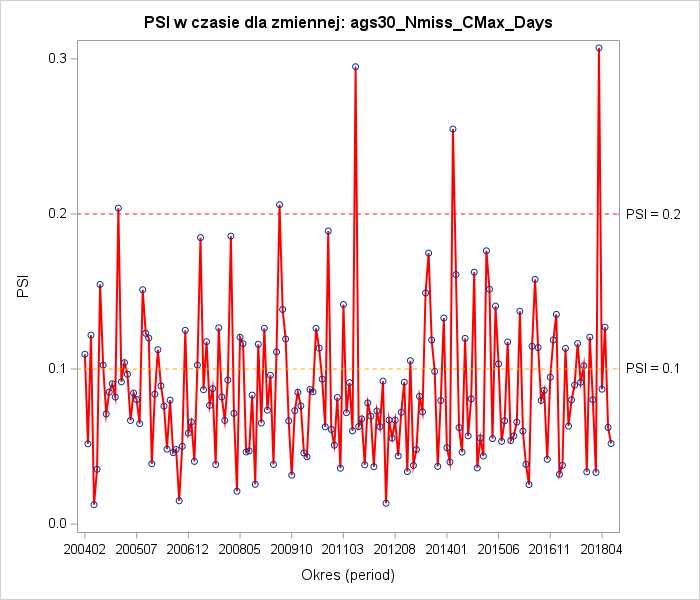 PSI w czasie dla zmiennej: ags30_Nmiss_CMax_Days
0.3
0.2
PSI = 0.2
PSI
0.1
PSI = 0.1
0.0
200402 200507 200612 200805 200910 201103 201208 201401 201506 201611 201804
Okres (period)